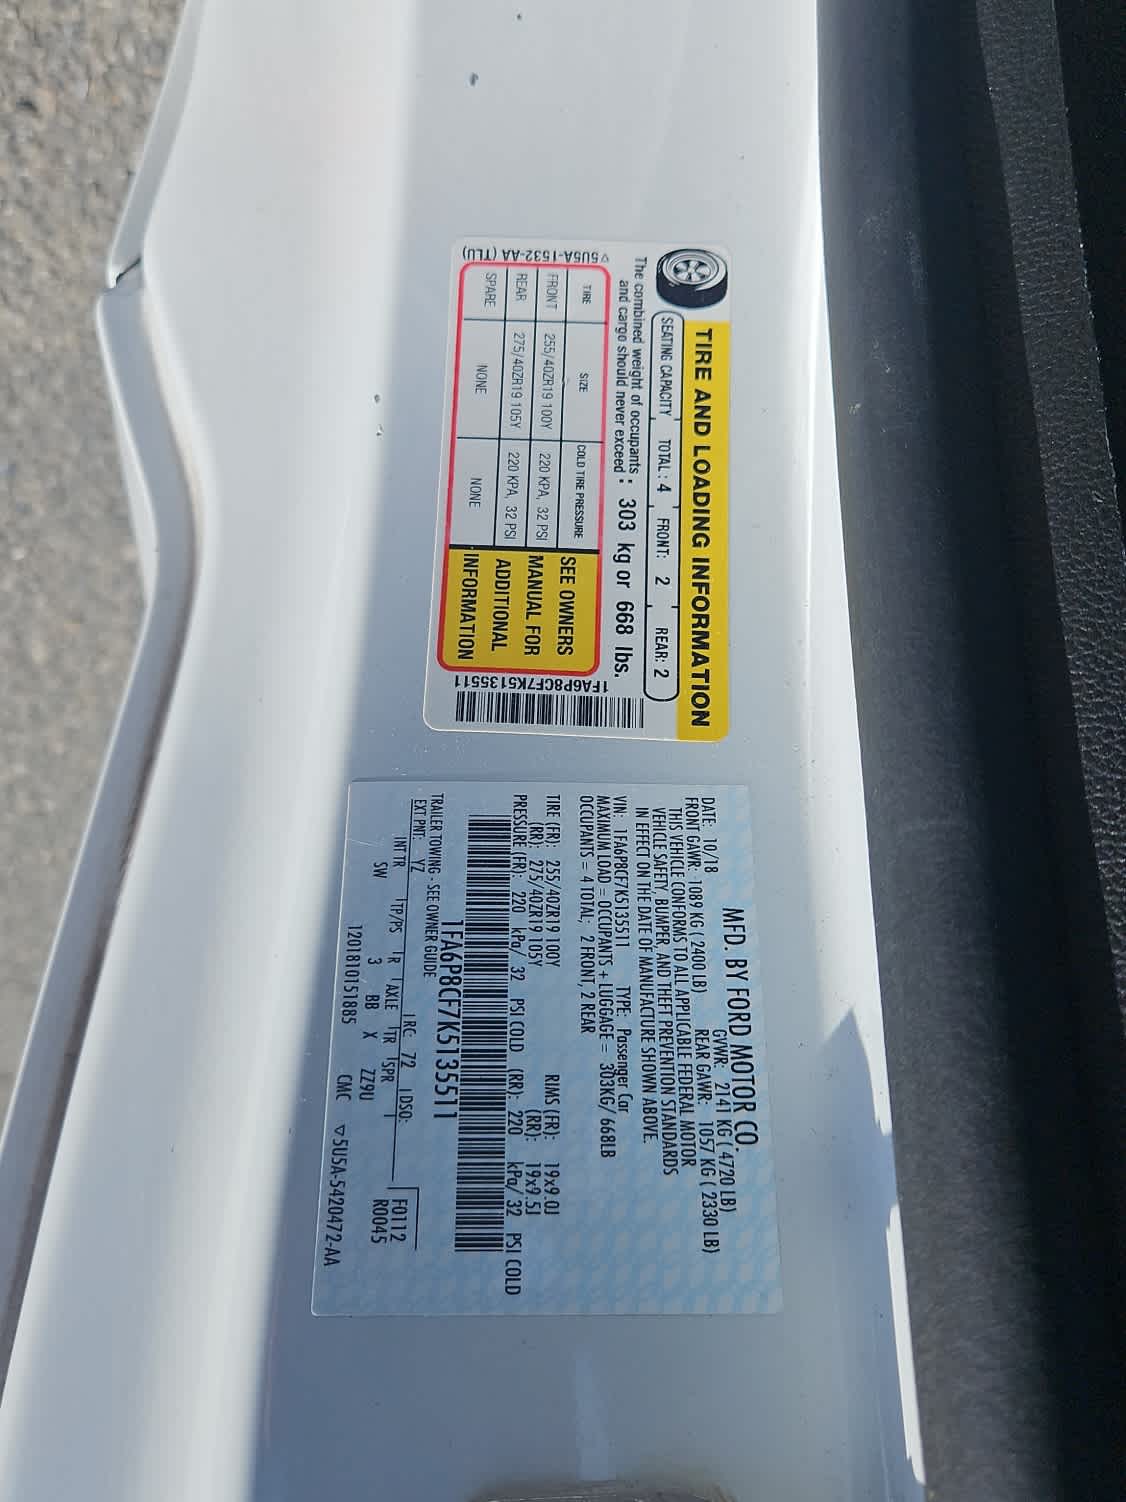 TIRE AND LOADING INFORMATION
SEATING CAPACITY TOTAL: 4 FRONT: 2 REAR: 2
The combined weight of occupants
and cargo should never exceed : 303 kg or 668 lbs.
TIRE SIZE COLD TIRE PRESSURE
FRONT 255/40ZR19 100Y 220 KPA, 32 PSI
REAR 275/40ZR19 105Y 220 KPA, 32 PSI
SPARE NONE NONE
SEE OWNERS
MANUAL FOR
ADDITIONAL
INFORMATION
▽5U5A-1532-AA (TLU)
1FA6P8CF7K5135511
MFD. BY FORD MOTOR CO.
DATE: 10/18 GVWR: 2141 KG ( 4720 LB)
FRONT GAWR: 1089 KG ( 2400 LB) REAR GAWR: 1057 KG ( 2330 LB)
THIS VEHICLE CONFORMS TO ALL APPLICABLE FEDERAL MOTOR
VEHICLE SAFETY, BUMPER, AND THEFT PREVENTION STANDARDS
IN EFFECT ON THE DATE OF MANUFACTURE SHOWN ABOVE.
VIN: 1FA6P8CF7K5135511 TYPE: Passenger Car
MAXIMUM LOAD = OCCUPANTS + LUGGAGE = 303KG/ 668LB
OCCUPANTS = 4 TOTAL; 2 FRONT, 2 REAR
TIRE (FR): 255/40ZR19 100Y RIMS (FR): 19x9.0J
(RR): 275/40ZR19 105Y (RR): 19x9.5J
PRESSURE (FR): 220 kPa/ 32 PSI COLD (RR): 220 kPa/ 32 PSI COLD
1FA6P8CF7K5135511
TRAILER TOWING - SEE OWNER GUIDE
EXT PNT: YZ RC: 72 DSO: F0112
R0045
INT TR TP/PS R AXLE TR SPR
SW 3 BB X ZZ9U
1201810151885 CMC ▽5U5A-5420472-AA